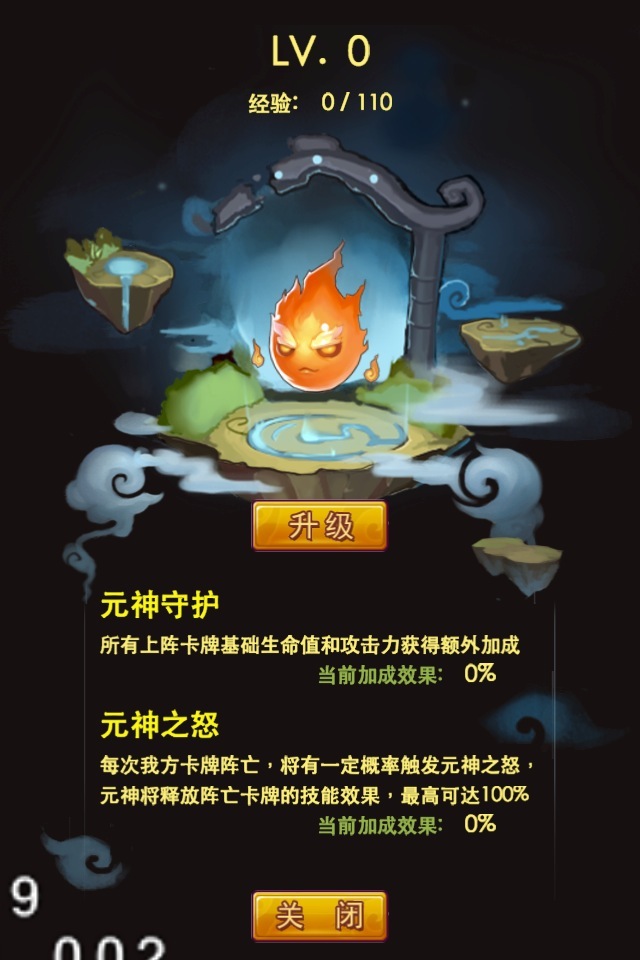 LV. 0
经验: 0 / 110
升级
元神守护
所有上阵卡牌基础生命值和攻击力获得额外加成
当前加成效果: 0%
元神之怒
每次我方卡牌阵亡，将有一定概率触发元神之怒，
元神将释放阵亡卡牌的技能效果，最高可达100%
当前加成效果: 0%
9
关 闭
002